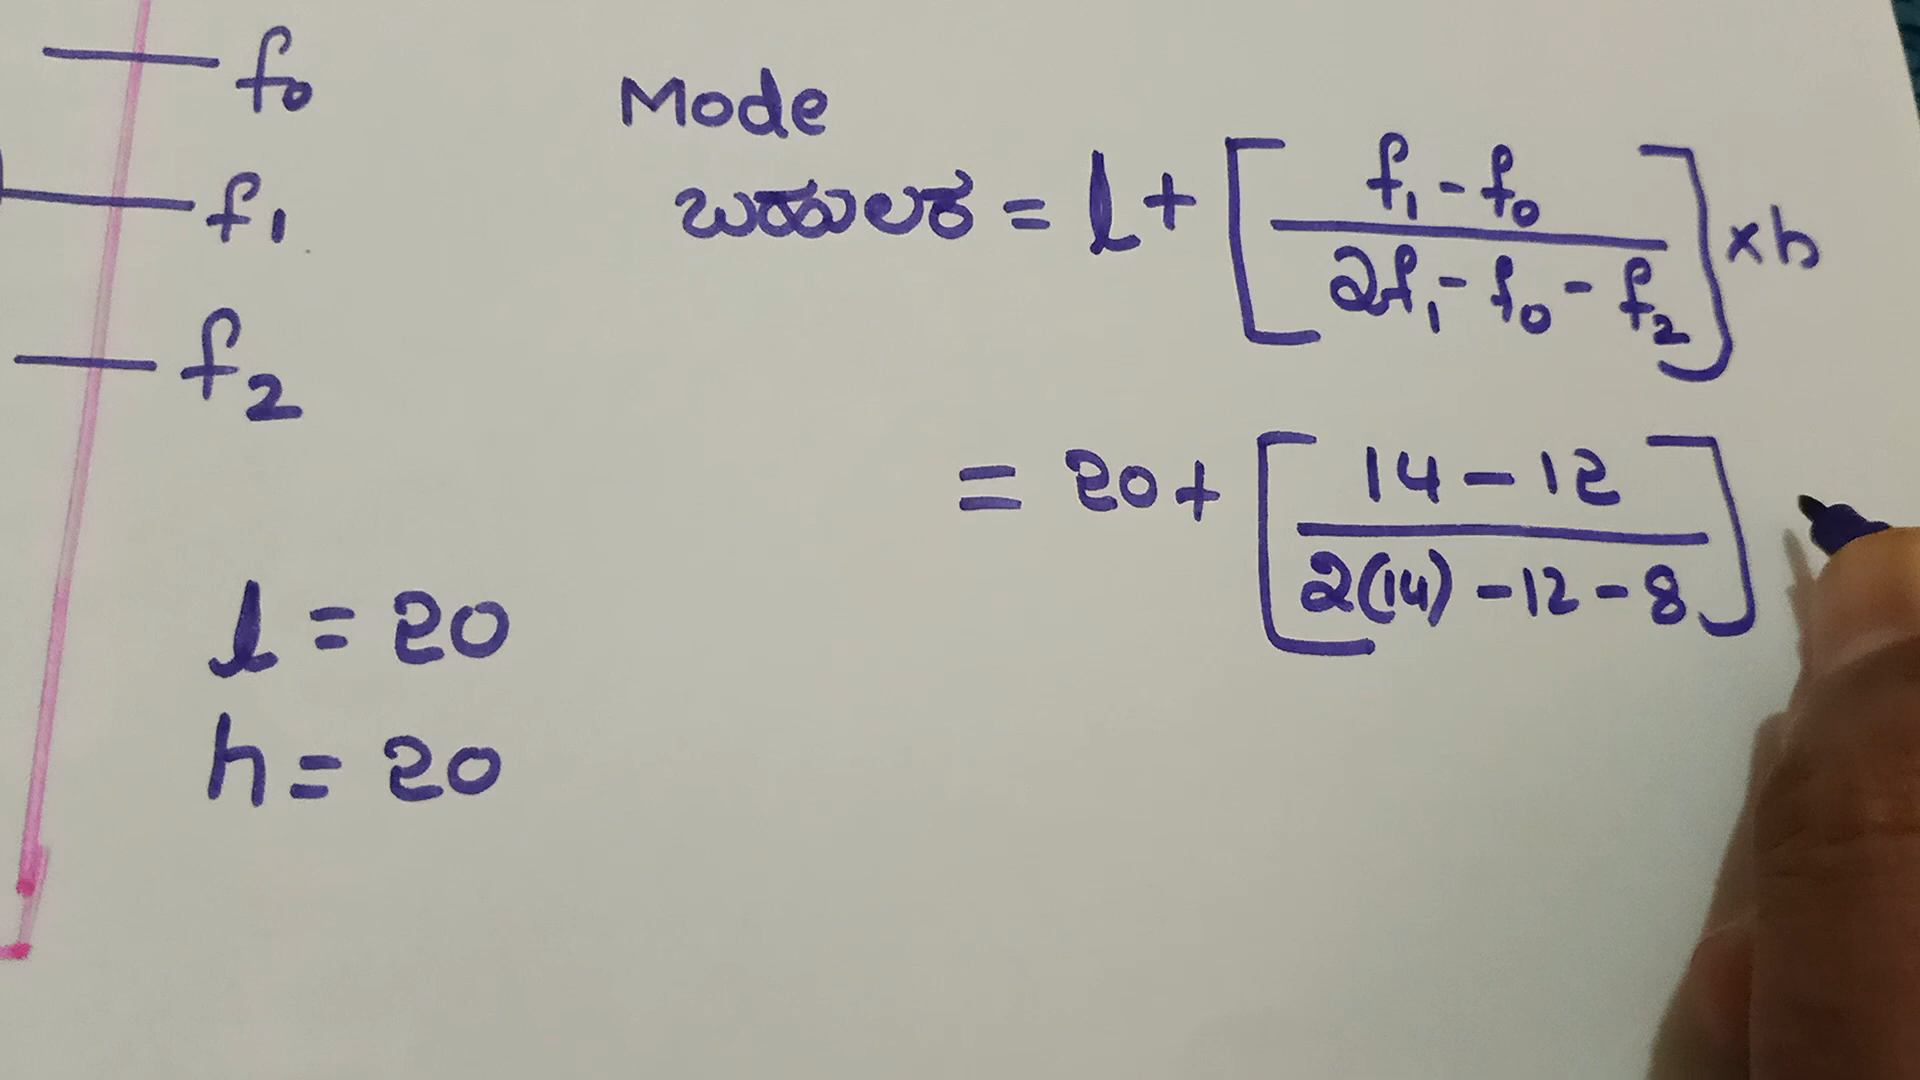 f₀
f₁
f₂
l = 20
h = 20
Mode
ಬಹುಲಕ = l + [ (f₁ - f₀) / (2f₁ - f₀ - f₂) ] × h
= 20 + [ (14 - 12) / (2(14) - 12 - 8) ]